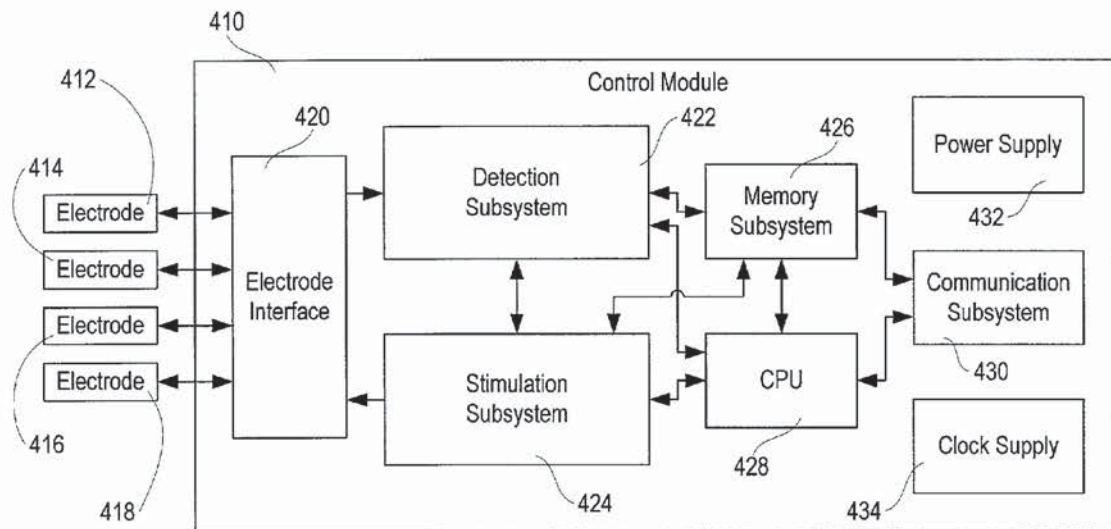 410
Control Module
412
420
422
426
414
Power Supply
432
Electrode
Detection
Subsystem
Memory
Subsystem
Electrode
Electrode
Interface
Communication
Subsystem
430
Electrode
Electrode
Stimulation
Subsystem
CPU
428
416
418
424
Clock Supply
434